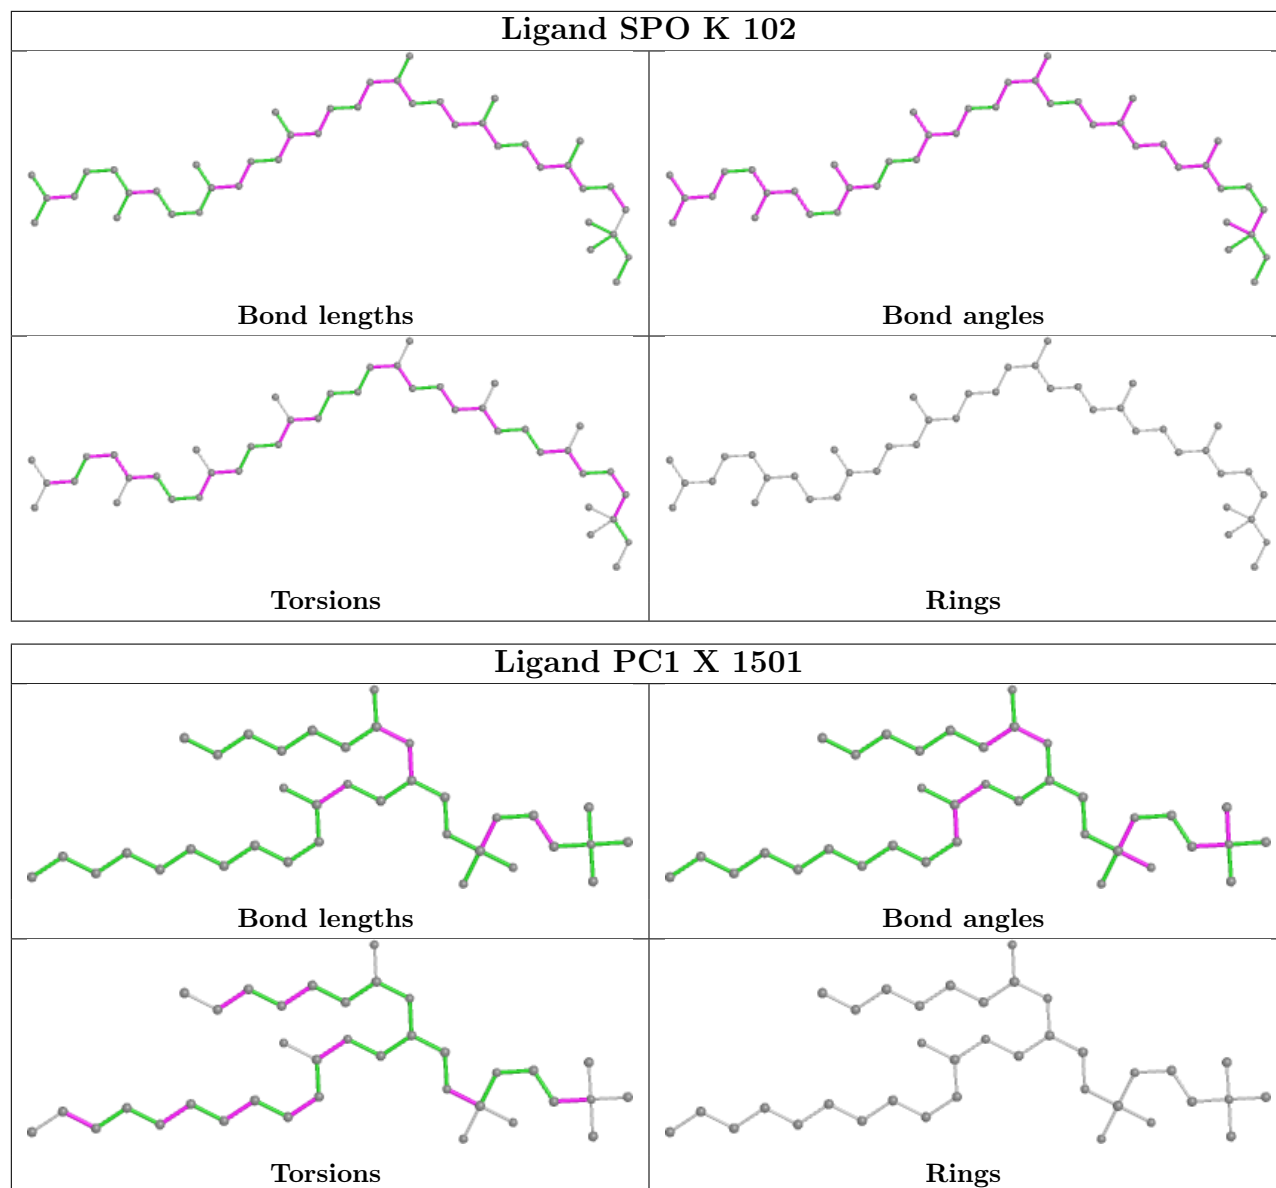 Ligand SPO K 102
Bond lengths
Bond angles
Torsions
Rings
Ligand PC1 X 1501
Bond lengths
Bond angles
Torsions
Rings